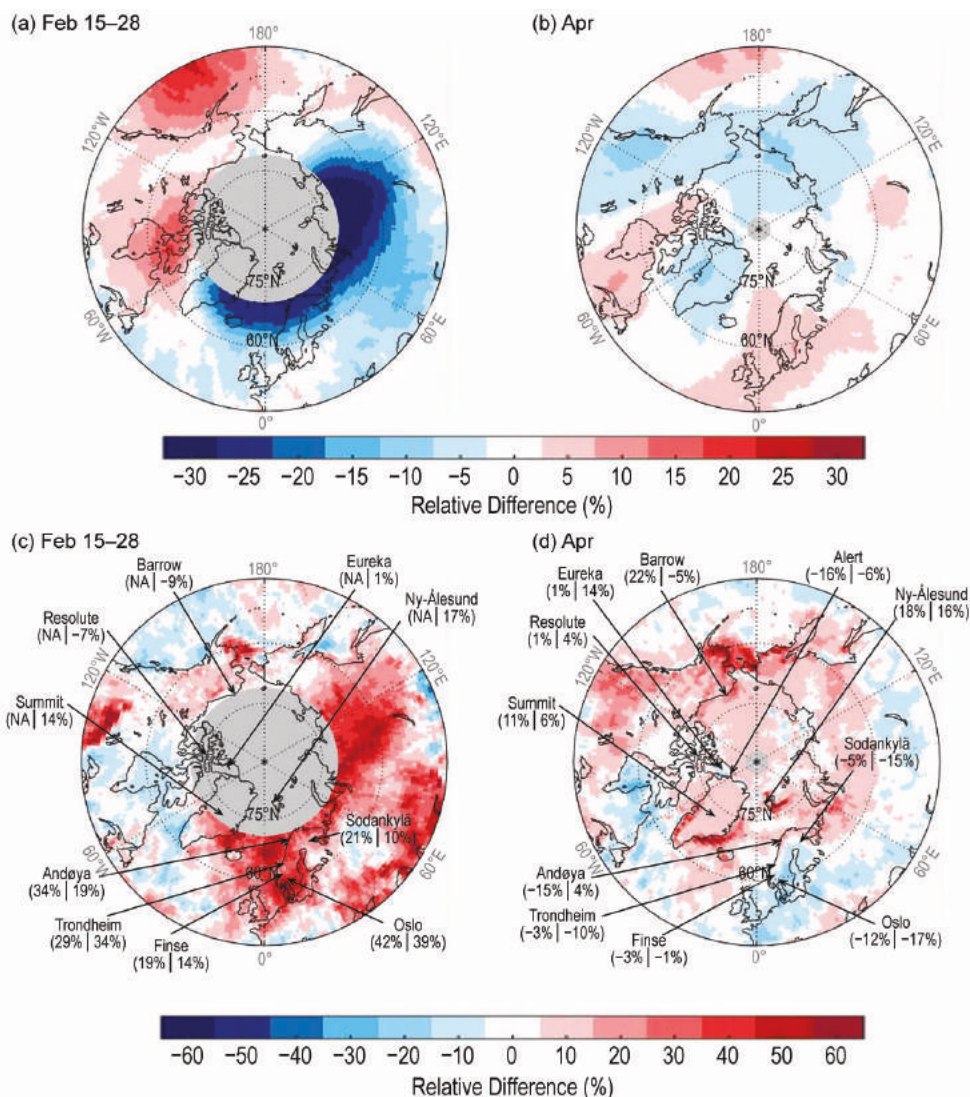 (a) Feb 15–28
180°
120°W
120°E
75°N
60°W
60°N
60°E
0°
(b) Apr
180°
120°W
120°E
75°N
60°W
60°N
60°E
0°
−30 −25 −20 −15 −10 −5 0 5 10 15 20 25 30
Relative Difference (%)
(c) Feb 15–28
Barrow
(NA | −9%)
180°
Eureka
(NA | 1%)
Resolute
(NA | −7%)
Ny-Ålesund
(NA | 17%)
120°W
120°E
Summit
(NA | 14%)
75°N
Sodankylä
(21% | 10%)
60°W
60°N
60°E
Andøya
(34% | 19%)
Trondheim
(29% | 34%)
Finse
(19% | 14%)
0°
Oslo
(42% | 39%)
(d) Apr
Eureka
(1% | 14%)
Barrow
(22% | −5%)
180°
Alert
(−16% | −6%)
Resolute
(1% | 4%)
Ny-Ålesund
(18% | 16%)
120°W
120°E
Summit
(11% | 6%)
Sodankylä
(−5% | −15%)
75°N
60°W
60°N
60°E
Andøya
(−15% | 4%)
Trondheim
(−3% | −10%)
Finse
(−3% | −1%)
0°
Oslo
(−12% | −17%)
−60 −50 −40 −30 −20 −10 0 10 20 30 40 50 60
Relative Difference (%)